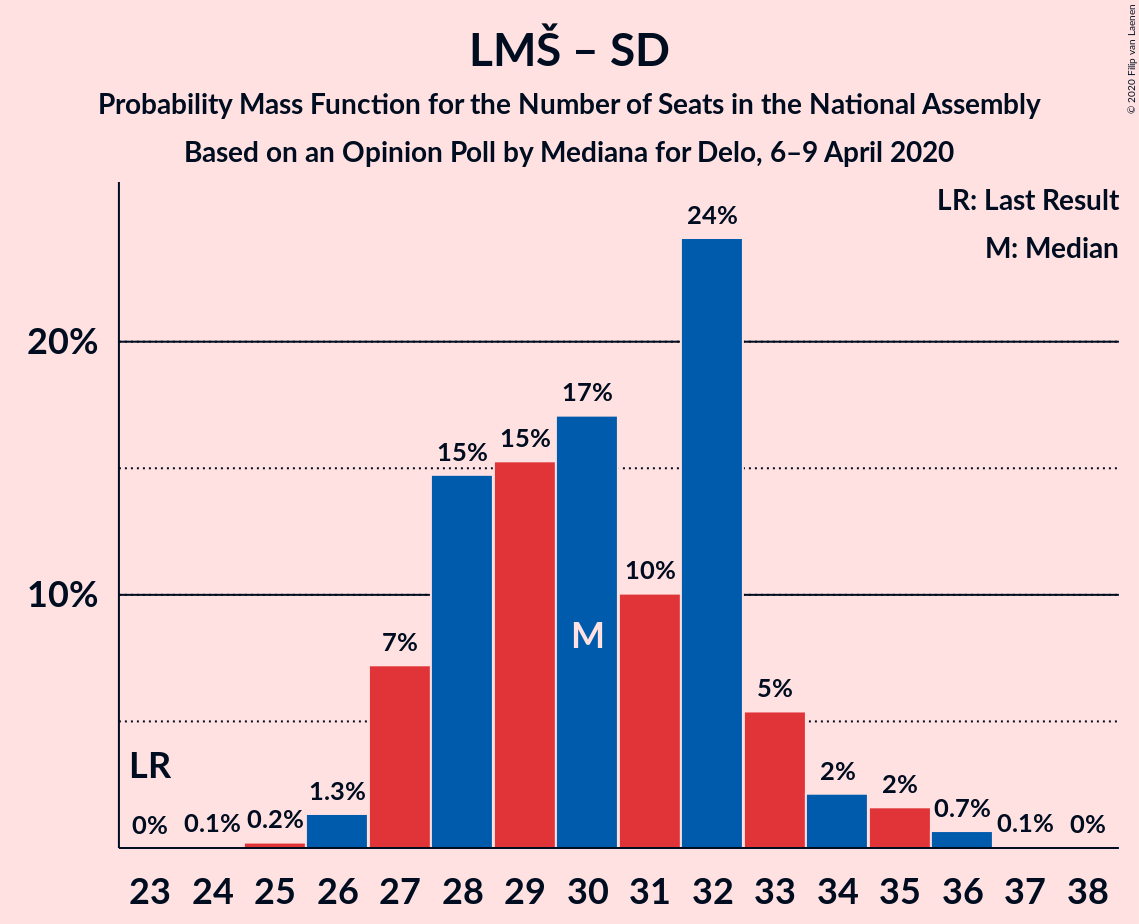 LMŠ – SD
Probability Mass Function for the Number of Seats in the National Assembly
Based on an Opinion Poll by Mediana for Delo, 6–9 April 2020
© 2020 Filip van Laenen
LR: Last Result
M: Median
20%
10%
LR
M
0% 0.1% 0.2% 1.3% 7% 15% 15% 17% 10% 24% 5% 2% 2% 0.7% 0.1% 0%
23 24 25 26 27 28 29 30 31 32 33 34 35 36 37 38